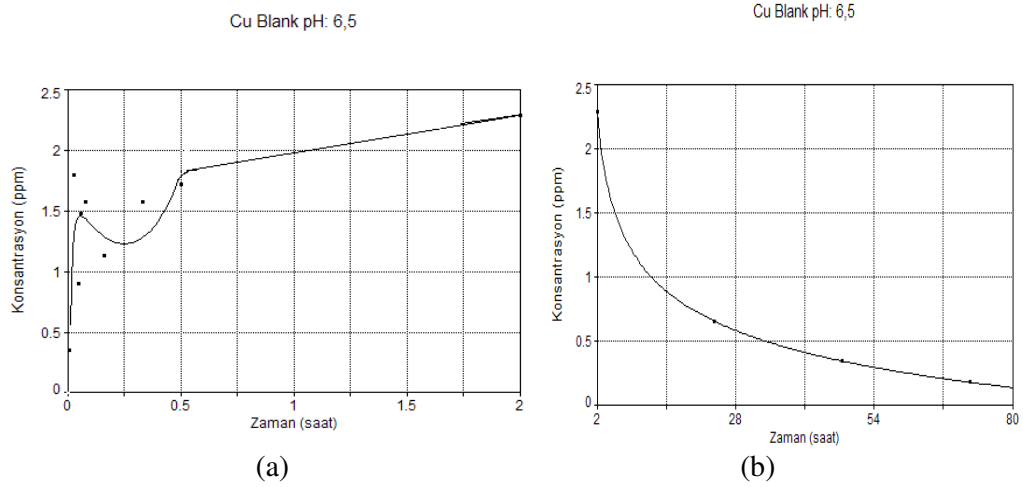 Cu Blank pH: 6,5
Konsantrasyon (ppm)
2.5
2
1.5
1
0.5
0
0 0.5 1 1.5 2
Zaman (saat)
(a)
Cu Blank pH: 6,5
Konsantrasyon (ppm)
2.5
2
1
0.5
0
2 28 54 80
Zaman (saat)
(b)